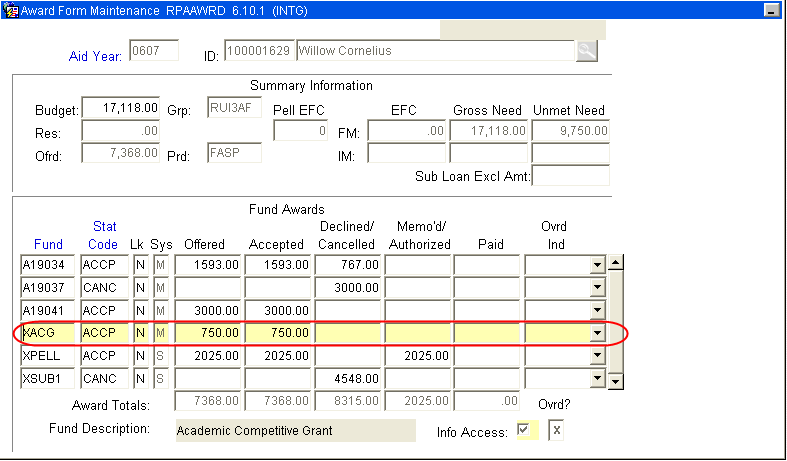 Award Form Maintenance RPAAWRD 6.10.1 (INTG)
Aid Year: 0607 ID: 100001629 Willow Cornelius
Summary Information
Budget: 17,118.00 Grp: RUI3AF Pell EFC EFC Gross Need Unmet Need
Res: .00 0 FM: .00 17,118.00 9,750.00
Ofrd: 7,368.00 Prd: FASP IM:
Sub Loan Excl Amt:
Fund Awards
Stat Declined/ Memo'd/ Ovrd
Fund Code Lk Sys Offered Accepted Cancelled Authorized Paid Ind
A19034 ACCP N M 1593.00 1593.00 767.00
A19037 CANC N M 3000.00
A19041 ACCP N M 3000.00 3000.00
XACG ACCP N M 750.00 750.00
XPELL ACCP N S 2025.00 2025.00 2025.00
XSUB1 CANC N S 4548.00
Award Totals: 7368.00 7368.00 8315.00 2025.00 .00 Ovrd?
Fund Description: Academic Competitive Grant Info Access: X